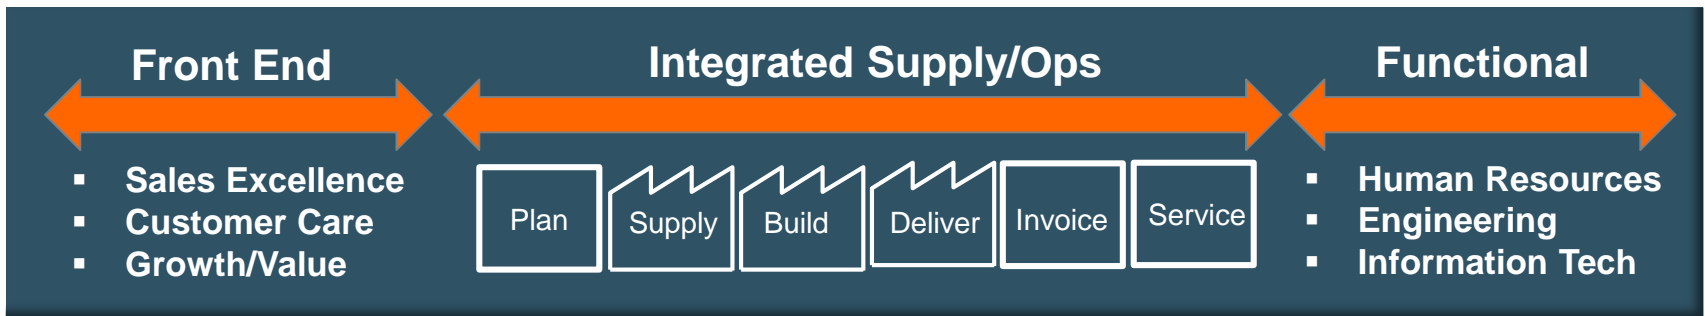 Front End
Integrated Supply/Ops
Functional
▪ Sales Excellence
▪ Customer Care
▪ Growth/Value
Plan
Supply
Build
Deliver
Invoice
Service
▪ Human Resources
▪ Engineering
▪ Information Tech